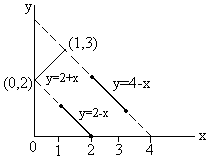 y
(1,3)
(0,2)
y=2+x
y=4-x
y=2-x
0 1 2 3 4 x